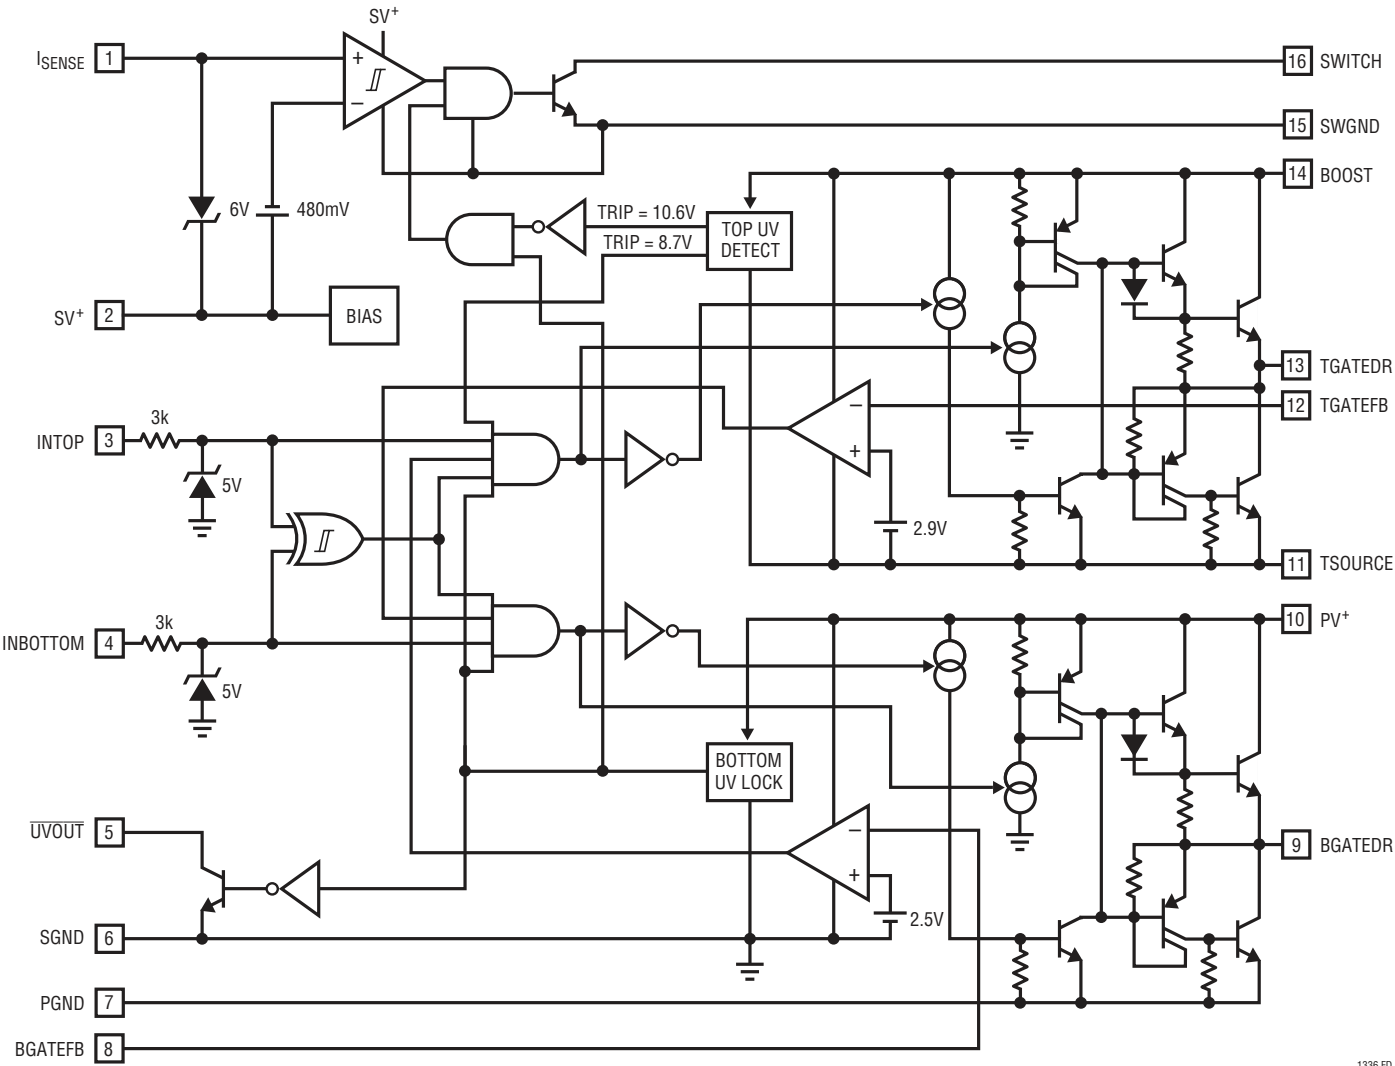 SV+
ISENSE 1
+
−
16 SWITCH
15 SWGND
14 BOOST
6V
480mV
TRIP = 10.6V
TRIP = 8.7V
TOP UV
DETECT
SV+ 2
BIAS
13 TGATEDR
12 TGATEFB
3k
INTOP 3
5V
−
+
2.9V
11 TSOURCE
10 PV+
3k
INBOTTOM 4
5V
BOTTOM
UV LOCK
UVOUT 5
−
+
2.5V
9 BGATEDR
SGND 6
PGND 7
BGATEFB 8
1336 FD